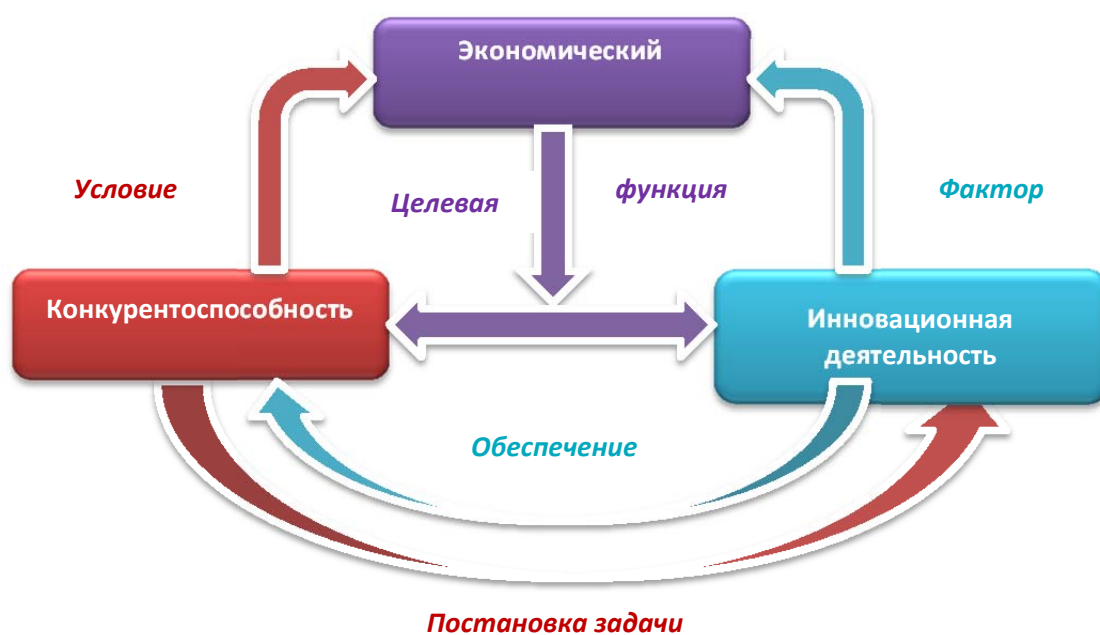 Экономический
Условие
Целевая
функция
Фактор
Конкурентоспособность
Инновационная
деятельность
Обеспечение
Постановка задачи